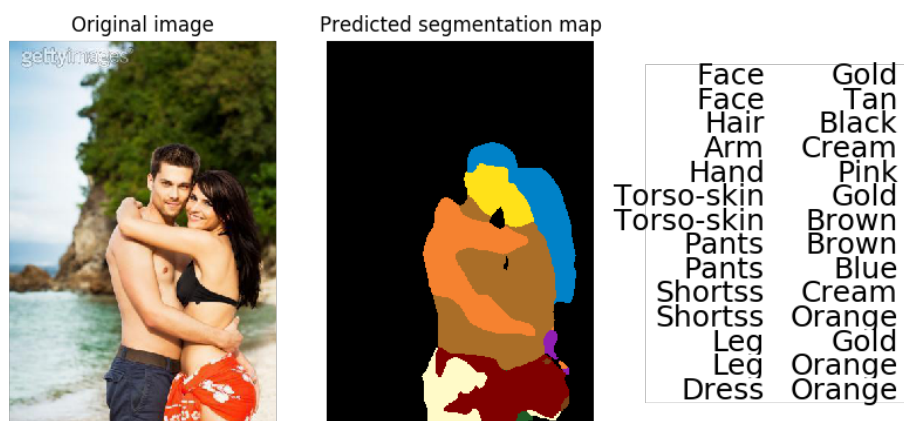 Original image
Predicted segmentation map
gettyimages
Face Gold
Face Tan
Hair Black
Arm Cream
Hand Pink
Torso-skin Gold
Torso-skin Brown
Pants Brown
Pants Blue
Shortss Cream
Shortss Orange
Leg Gold
Leg Orange
Dress Orange